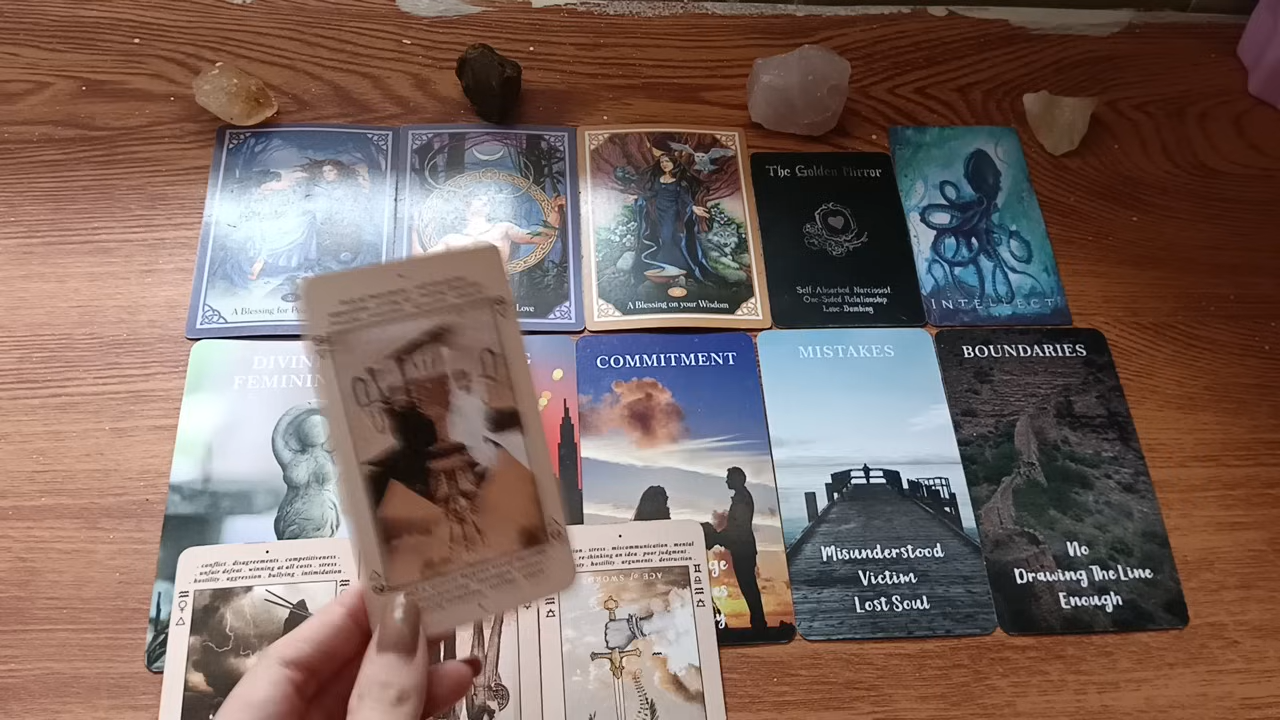 A Blessing for
Love
A Blessing on your Wisdom
The Golden Mirror
Self-Absorbed. Narcissist.
One-Sided Relationship.
Love-Bombing
INTELLECT
DIVIN
FEMININ
G
COMMITMENT
MISTAKES
Misunderstood
Victim
Lost Soul
BOUNDARIES
No
Drawing The Line
Enough
. conflict . disagreements . competitiveness .
unfair defeat . winning at all costs . stress .
hostility . aggression . bullying . intimidation
. stress . miscommunication . mental
. re-thinking an idea . poor judgment .
. hostility . arguments . destruction .
ACE of SWORDS